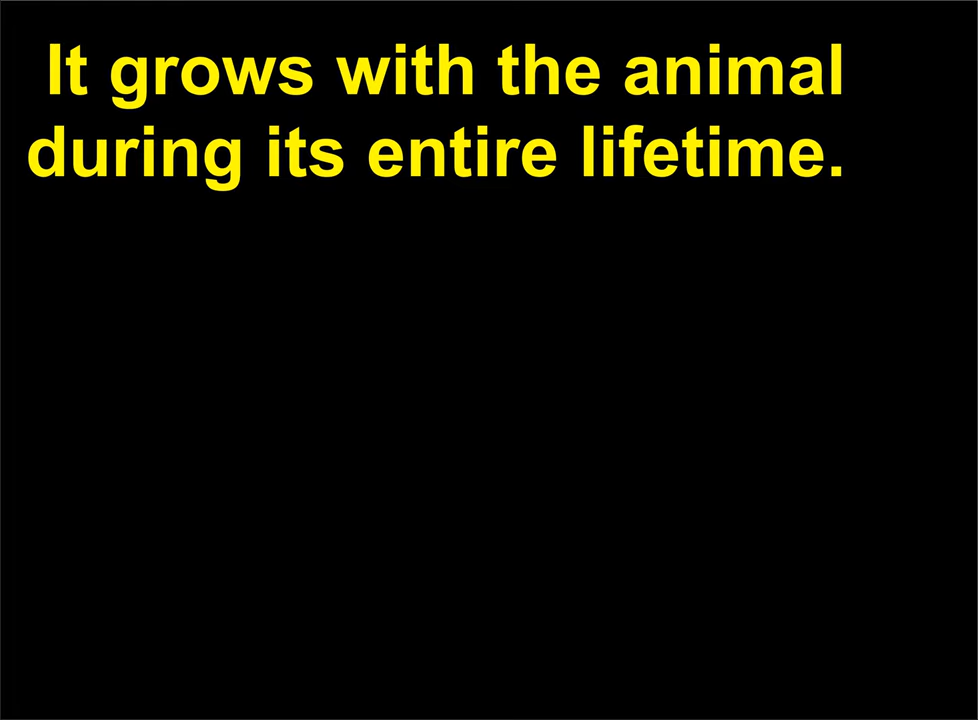 It grows with the animal
during its entire lifetime.